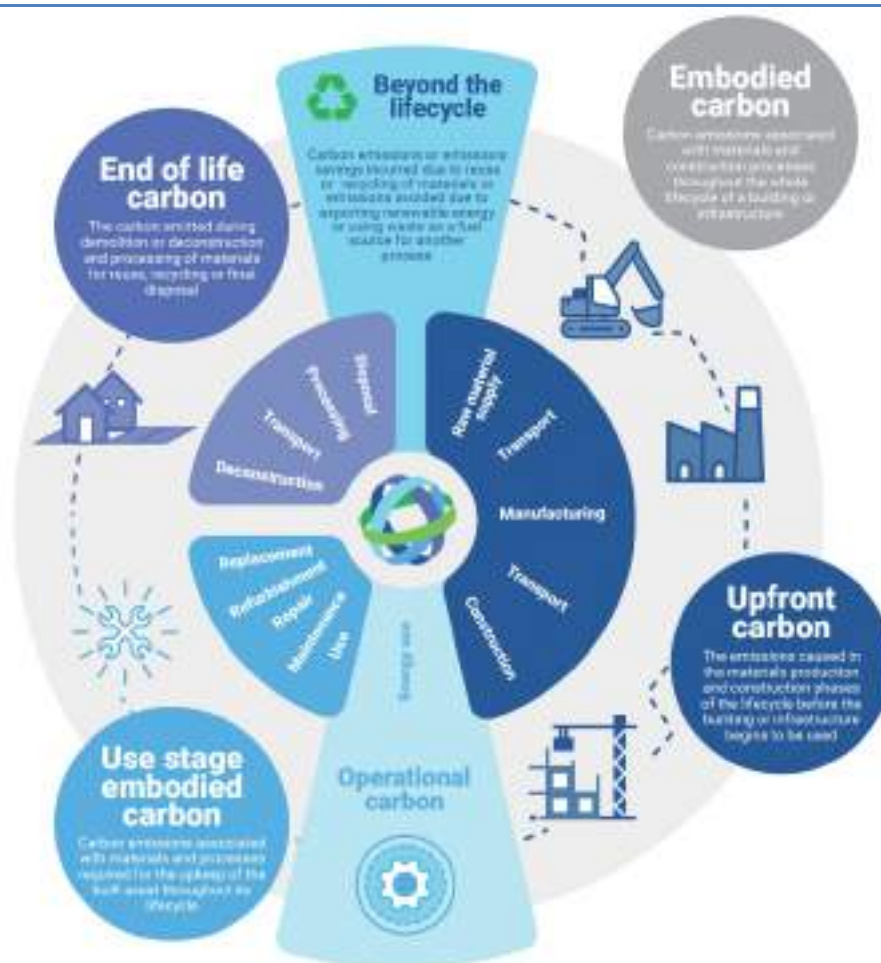 Beyond the
lifecycle
Carbon emissions or emissions
savings incurred due to reuse
or recycling of materials or
emissions avoided due to
exporting renewable energy
or using waste as a fuel
source for another
process
Embodied
carbon
Carbon emissions associated
with materials and
construction processes
throughout the whole
lifecycle of a building or
infrastructure
End of life
carbon
The carbon emitted during
demolition or deconstruction
and processing of materials
for reuse, recycling or final
disposal
Disposal
Processing
Transport
Deconstruction
Raw material
supply
Transport
Manufacturing
Transport
Construction
Replacement
Refurbishment
Repair
Maintenance
Use
Energy use
Upfront
carbon
The emissions caused in
the materials production
and construction phases
of the lifecycle before the
building or infrastructure
begins to be used
Use stage
embodied
carbon
Carbon emissions associated
with materials and processes
required for the upkeep of the
built asset throughout its
lifecycle
Operational
carbon